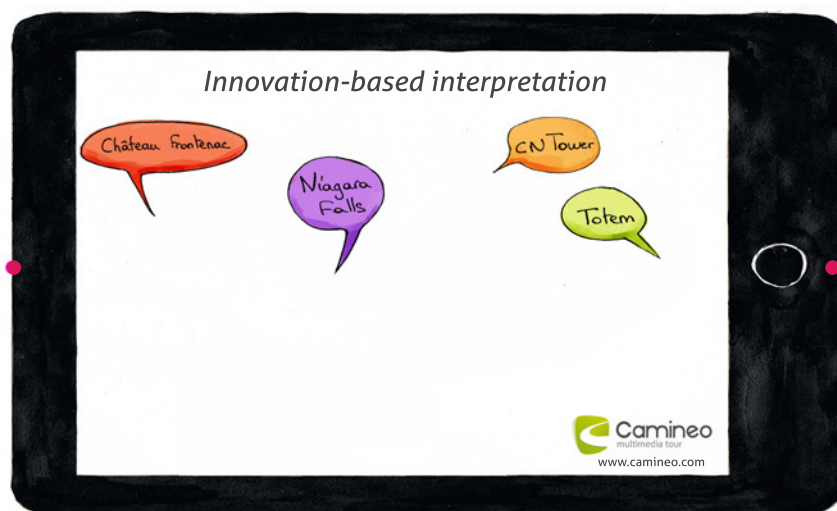 Innovation-based interpretation
Château Frontenac
CN Tower
Niagara
Falls
Totem
Camineo
multimedia tour
www.camineo.com